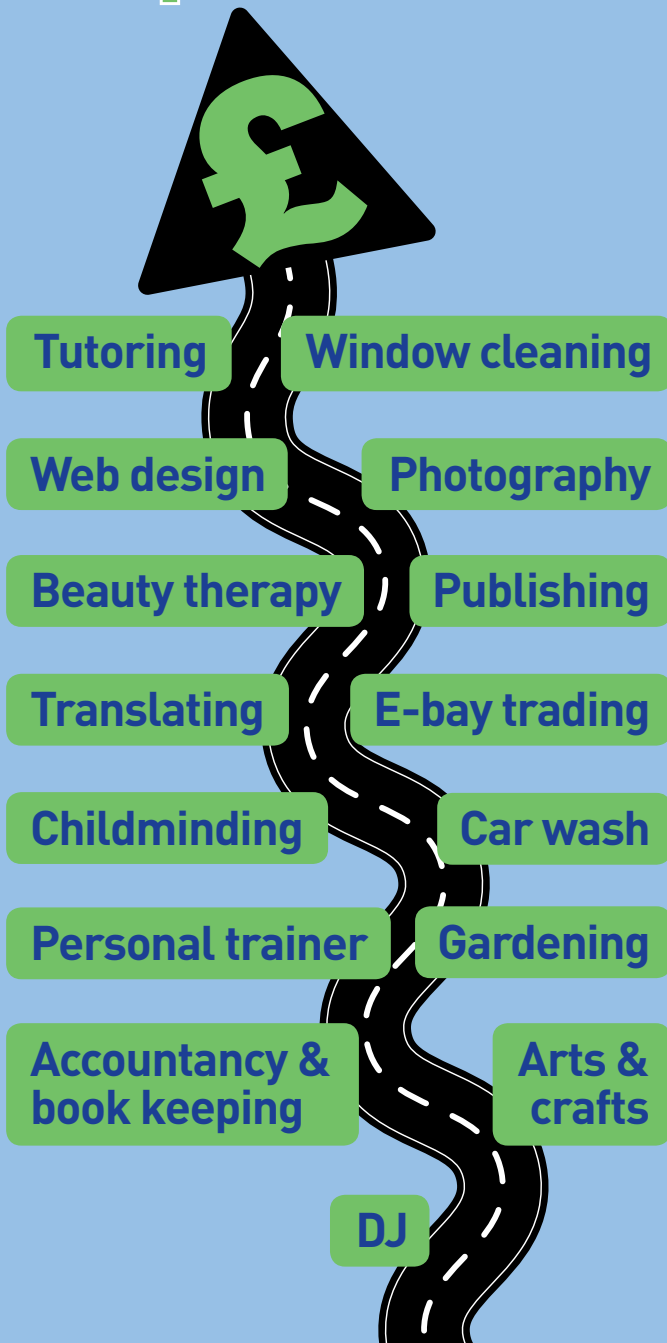 £
Tutoring
Window cleaning
Web design
Photography
Beauty therapy
Publishing
Translating
E-bay trading
Childminding
Car wash
Personal trainer
Gardening
Accountancy &
book keeping
Arts &
crafts
DJ